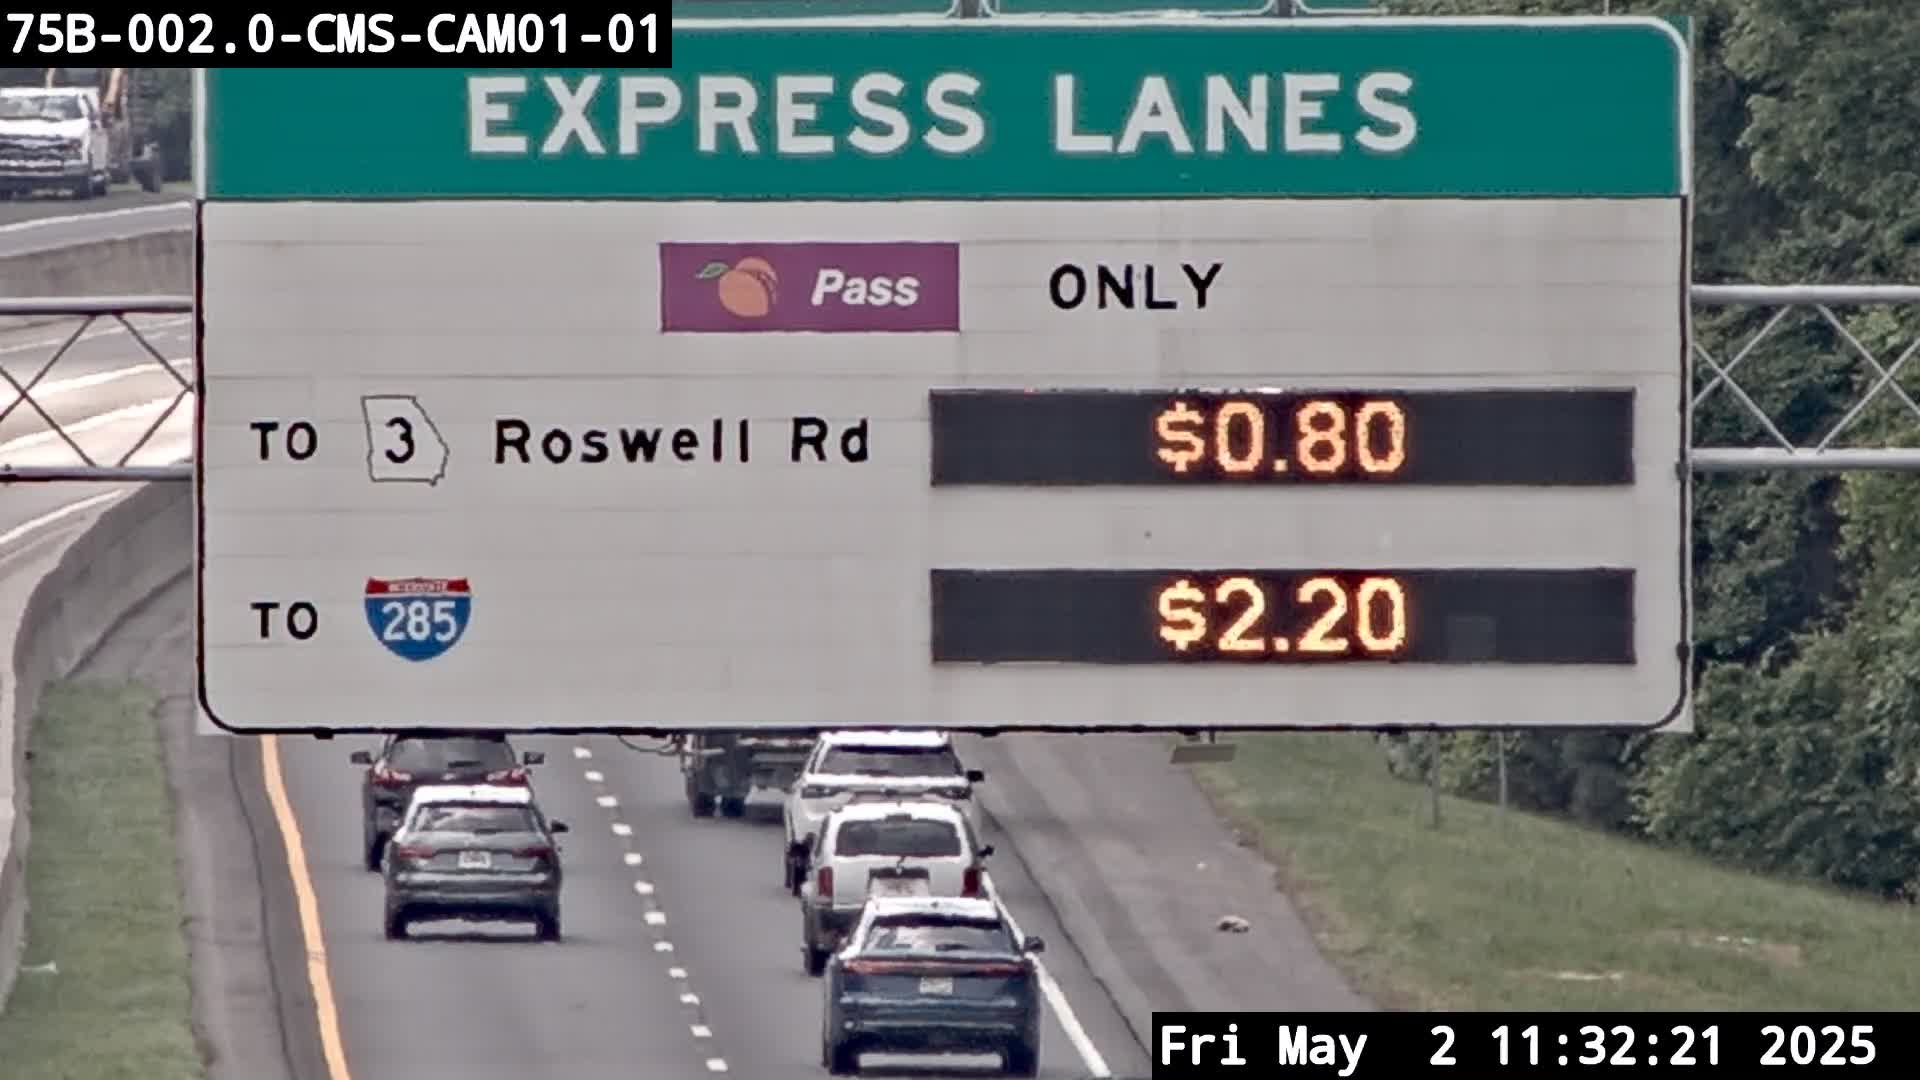 75B-002.0-CMS-CAM01-01
EXPRESS LANES
Pass ONLY
TO 3 Roswell Rd $0.80
INTERSTATE
TO 285 $2.20
Fri May 2 11:32:21 2025